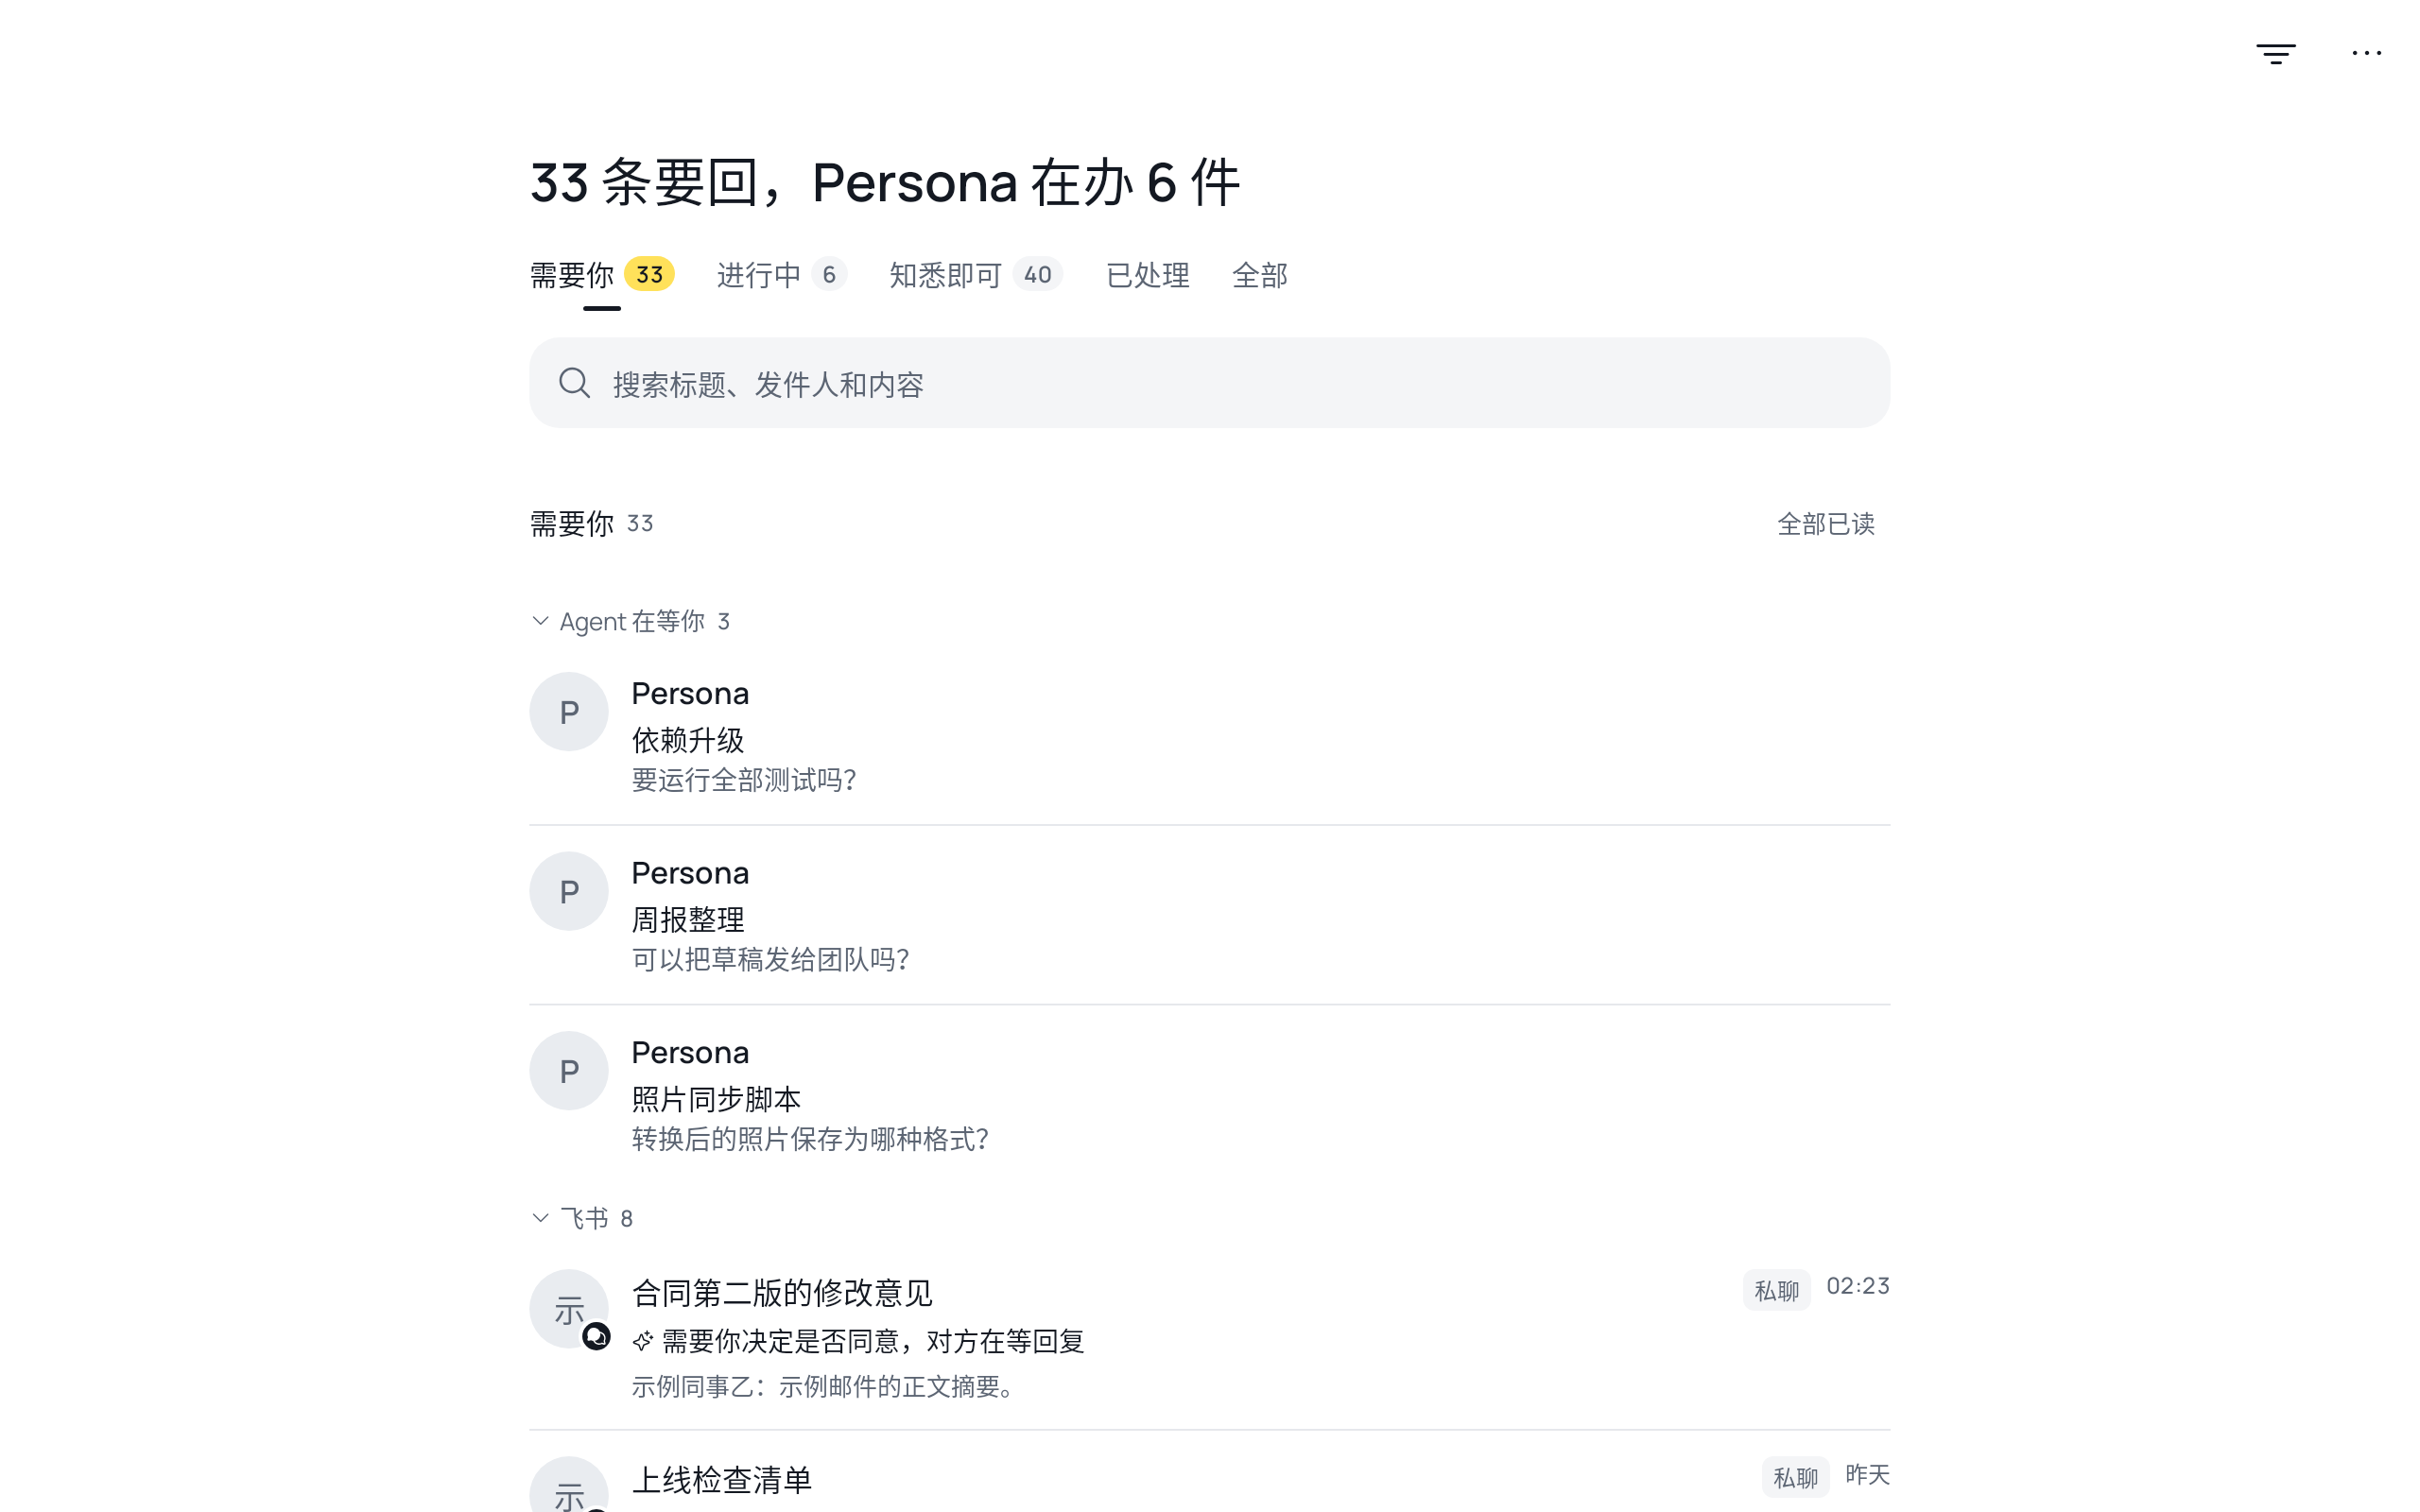 33 条要回，Persona 在办 6 件
需要你 33 进行中 6 知悉即可 40 已处理 全部
搜索标题、发件人和内容
需要你 33 全部已读
Agent 在等你 3
P
Persona
依赖升级
要运行全部测试吗？
P
Persona
周报整理
可以把草稿发给团队吗？
P
Persona
照片同步脚本
转换后的照片保存为哪种格式？
飞书 8
示
合同第二版的修改意见 私聊 02:23
需要你决定是否同意，对方在等回复
示例同事乙：示例邮件的正文摘要。
示
上线检查清单 私聊 昨天